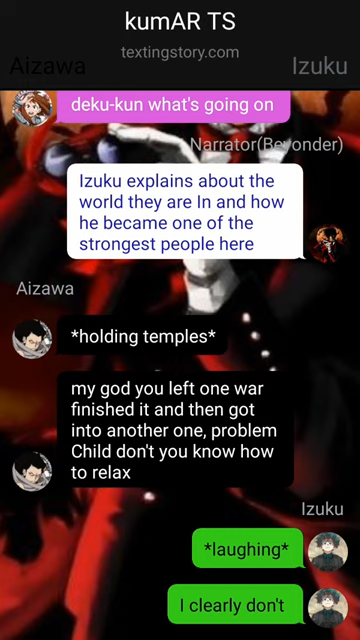 kumAR TS
textingstory.com
Aizawa
Izuku
deku-kun what's going on
Narrator(Beyonder)
Izuku explains about the
world they are In and how
he became one of the
strongest people here
Aizawa
*holding temples*
my god you left one war
finished it and then got
into another one, problem
Child don't you know how
to relax
Izuku
*laughing*
I clearly don't